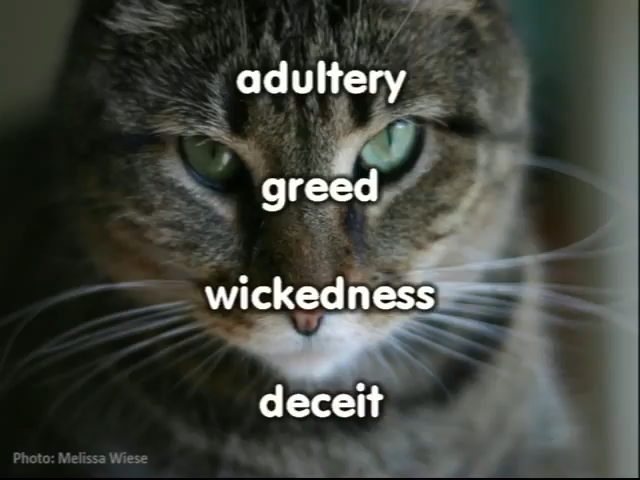 adultery
greed
wickedness
deceit
Photo: Melissa Wiese